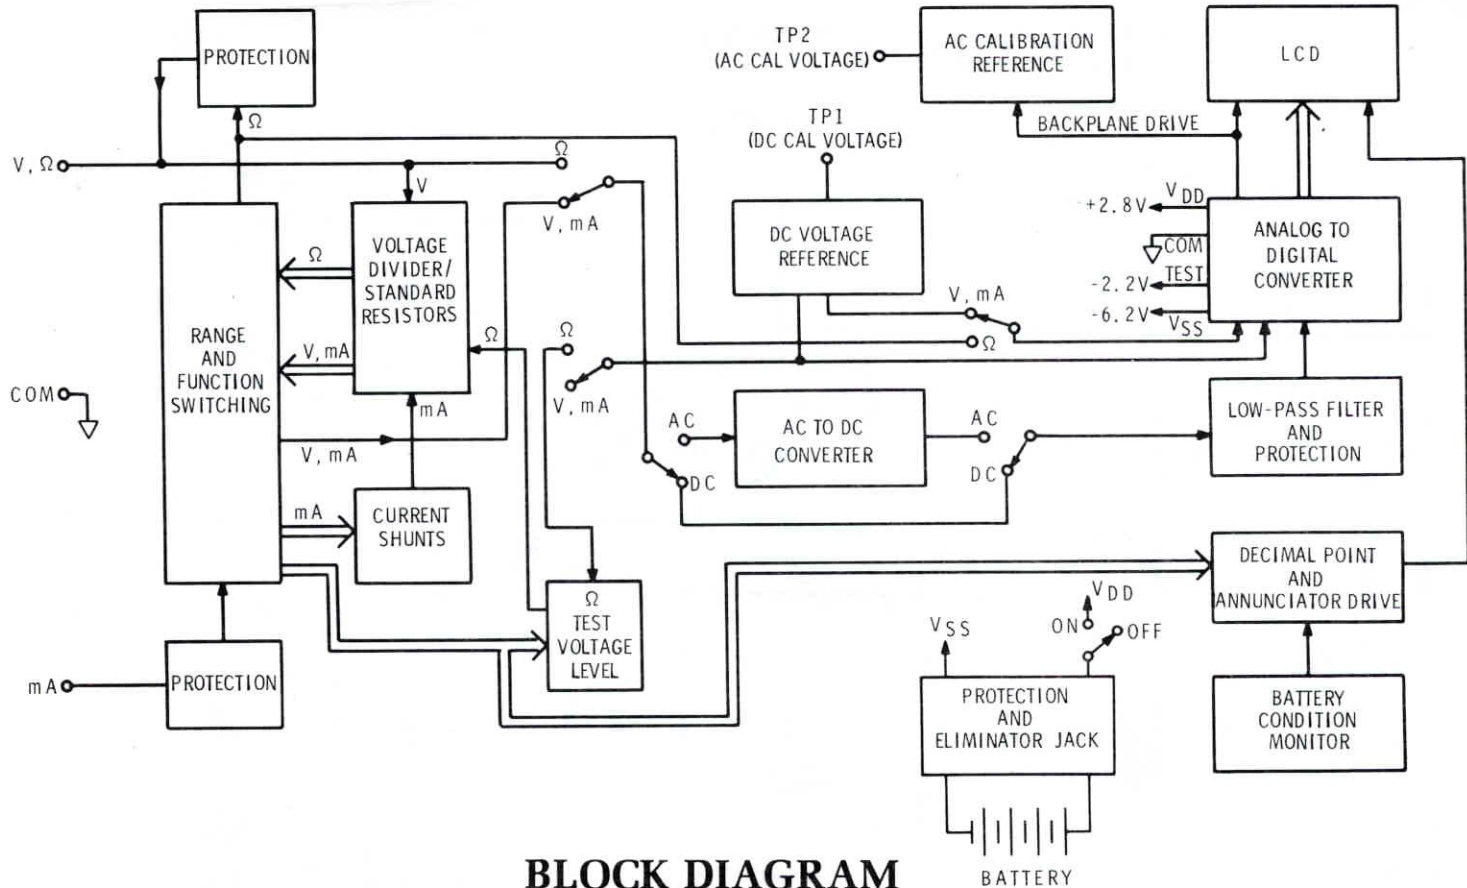 PROTECTION
Ω
V, Ω
V
Ω
V, mA
RANGE
AND
FUNCTION
SWITCHING
VOLTAGE
DIVIDER/
STANDARD
RESISTORS
Ω
V, mA
Ω
mA
V, mA
COM
mA
CURRENT
SHUNTS
mA
PROTECTION
Ω
V, mA
Ω
TEST
VOLTAGE
LEVEL
TP2
(AC CAL VOLTAGE)
AC CALIBRATION
REFERENCE
LCD
TP1
(DC CAL VOLTAGE)
BACKPLANE DRIVE
DC VOLTAGE
REFERENCE
V, mA
Ω
+2.8V
VDD
COM
TEST
-2.2V
-6.2V
VSS
ANALOG TO
DIGITAL
CONVERTER
AC
DC
AC TO DC
CONVERTER
AC
DC
LOW-PASS FILTER
AND
PROTECTION
DECIMAL POINT
AND
ANNUNCIATOR DRIVE
VSS
VDD
ON
OFF
PROTECTION
AND
ELIMINATOR JACK
BATTERY
CONDITION
MONITOR
BATTERY
BLOCK DIAGRAM